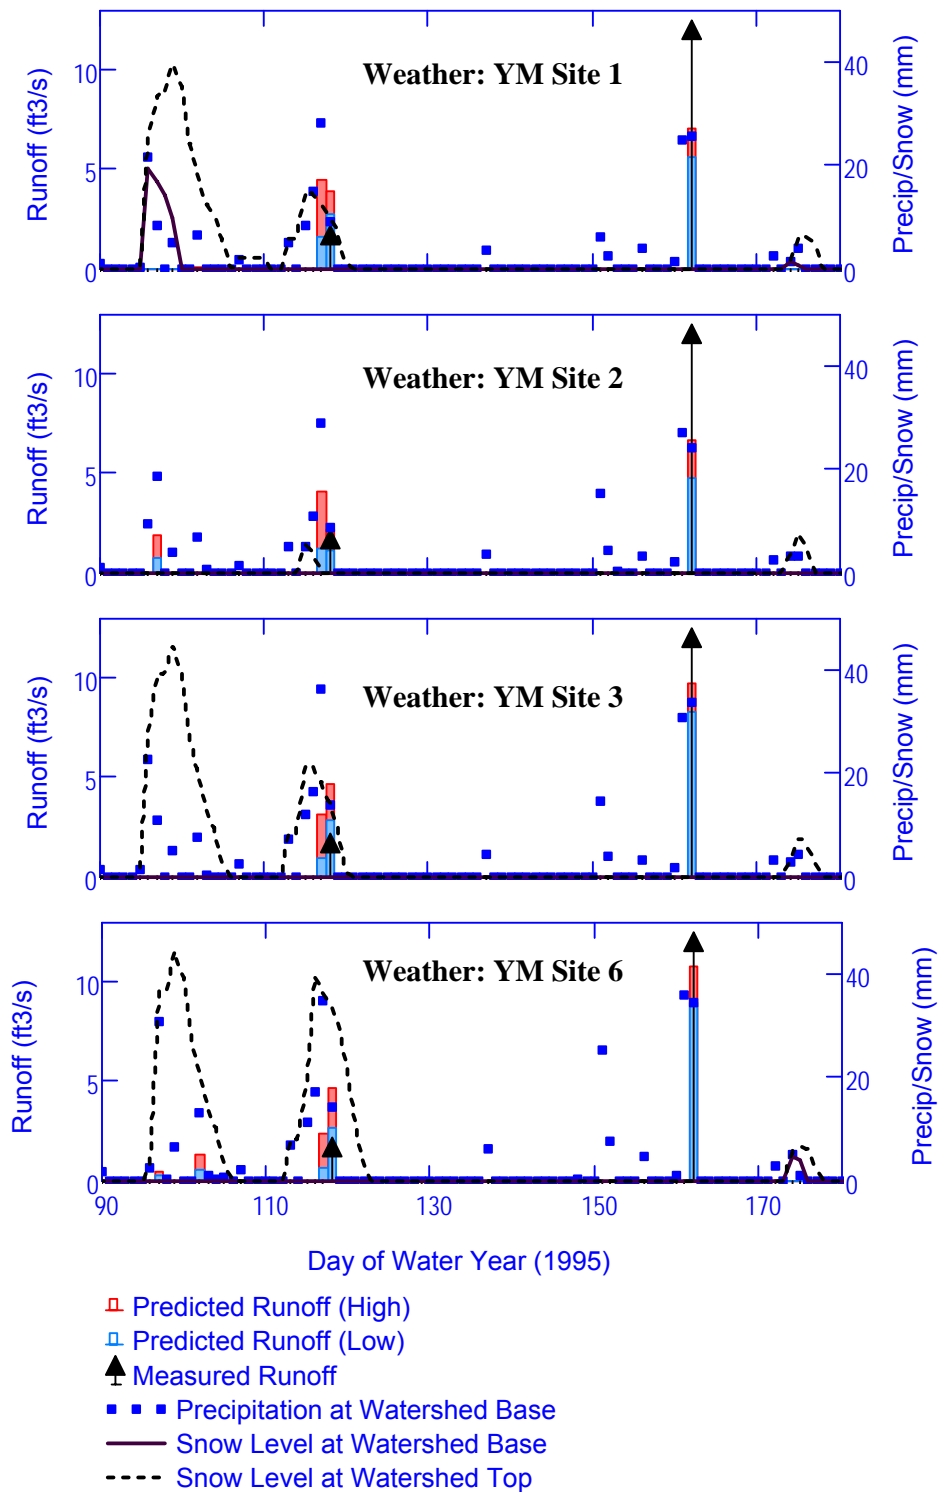 Weather: YM Site 1
Runoff (ft3/s)
10
5
0
Precip/Snow (mm)
40
20
0
Weather: YM Site 2
Runoff (ft3/s)
10
5
0
Precip/Snow (mm)
40
20
0
Weather: YM Site 3
Runoff (ft3/s)
10
5
0
Precip/Snow (mm)
40
20
0
Weather: YM Site 6
Runoff (ft3/s)
10
5
0
Precip/Snow (mm)
40
20
0
90 110 130 150 170
Day of Water Year (1995)
Predicted Runoff (High)
Predicted Runoff (Low)
Measured Runoff
Precipitation at Watershed Base
Snow Level at Watershed Base
Snow Level at Watershed Top